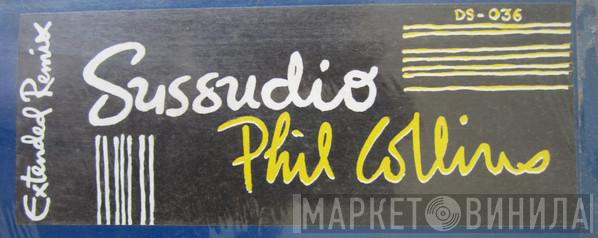 DS-036
Extended Remix
Sussudio
Phil Collins
МАРКЕТ ВИНИЛА